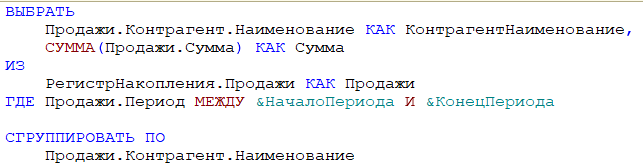 ВЫБРАТЬ
Продажи.Контрагент.Наименование КАК КонтрагентНаименование,
СУММА(Продажи.Сумма) КАК Сумма
ИЗ
РегистрНакопления.Продажи КАК Продажи
ГДЕ Продажи.Период МЕЖДУ &НачалоПериода И &КонецПериода
СГРУППИРОВАТЬ ПО
Продажи.Контрагент.Наименование